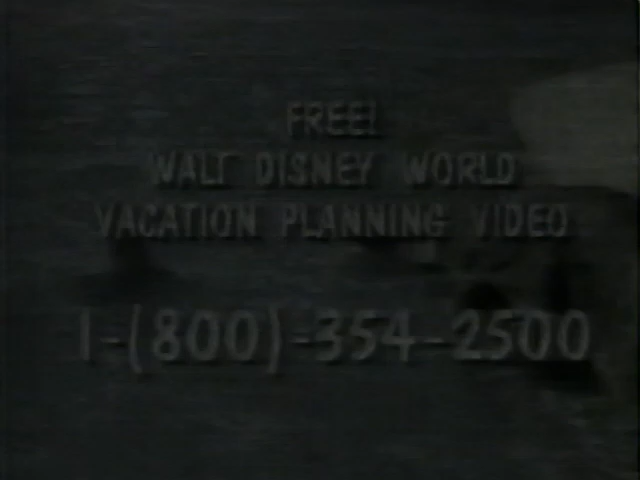 FREE!
WALT DISNEY WORLD
VACATION PLANNING VIDEO
1-(800)-354-2500